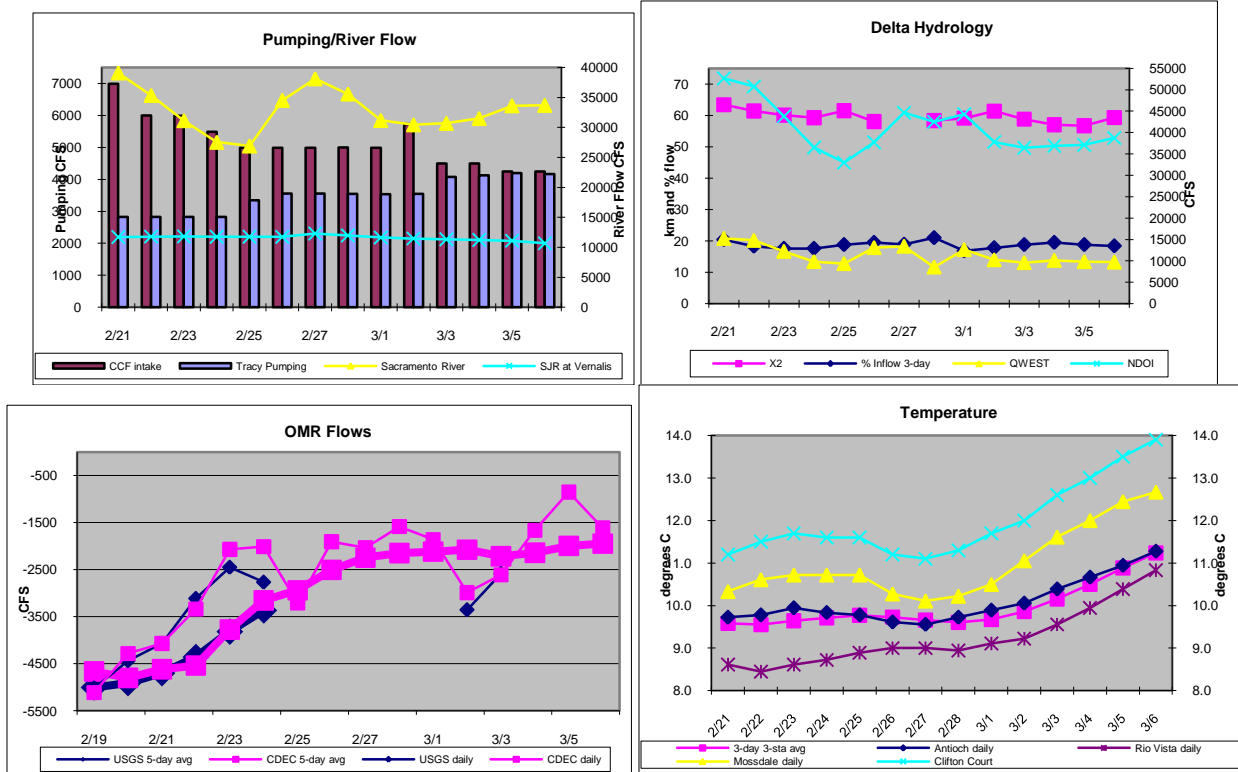 Pumping/River Flow
7000
6000
5000
4000
3000
2000
1000
0
Pumping CFS
40000
35000
30000
25000
20000
15000
10000
5000
0
River Flow CFS
2/21 2/23 2/25 2/27 3/1 3/3 3/5
CCF intake Tracy Pumping Sacramento River SJR at Vernalis
Delta Hydrology
70
60
50
40
30
20
10
0
km and % flow
55000
50000
45000
40000
35000
30000
25000
20000
15000
10000
5000
0
CFS
2/21 2/23 2/25 2/27 3/1 3/3 3/5
X2 % Inflow 3-day QWEST NDOI
OMR Flows
-500
-1500
-2500
-3500
-4500
-5500
CFS
2/19 2/21 2/23 2/25 2/27 3/1 3/3 3/5
USGS 5-day avg CDEC 5-day avg USGS daily CDEC daily
Temperature
14.0
13.0
12.0
11.0
10.0
9.0
8.0
degrees C
14.0
13.0
12.0
11.0
10.0
9.0
8.0
degrees C
2/21 2/22 2/23 2/24 2/25 2/26 2/27 2/28 3/1 3/2 3/3 3/4 3/5 3/6
3-day 3-sta avg Antioch daily Rio Vista daily
Mossdale daily Clifton Court